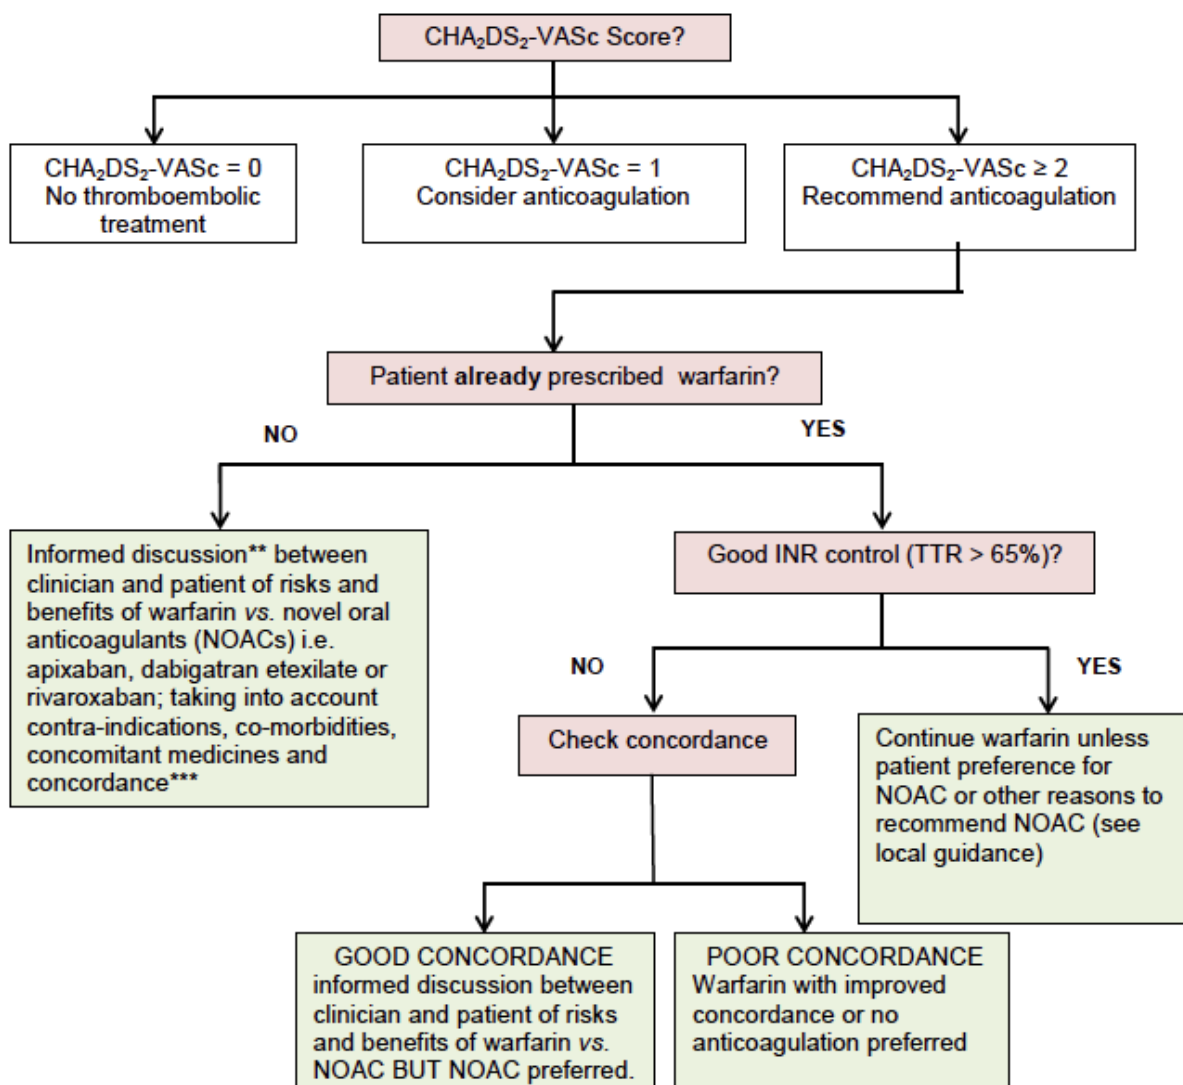 CHA₂DS₂-VASc Score?
CHA₂DS₂-VASc = 0
No thromboembolic
treatment
CHA₂DS₂-VASc = 1
Consider anticoagulation
CHA₂DS₂-VASc ≥ 2
Recommend anticoagulation
Patient already prescribed warfarin?
NO
YES
Informed discussion** between
clinician and patient of risks and
benefits of warfarin vs. novel oral
anticoagulants (NOACs) i.e.
apixaban, dabigatran etexilate or
rivaroxaban; taking into account
contra-indications, co-morbidities,
concomitant medicines and
concordance***
Good INR control (TTR > 65%)?
NO
YES
Check concordance
Continue warfarin unless
patient preference for
NOAC or other reasons to
recommend NOAC (see
local guidance)
GOOD CONCORDANCE
informed discussion between
clinician and patient of risks
and benefits of warfarin vs.
NOAC BUT NOAC preferred.
POOR CONCORDANCE
Warfarin with improved
concordance or no
anticoagulation preferred